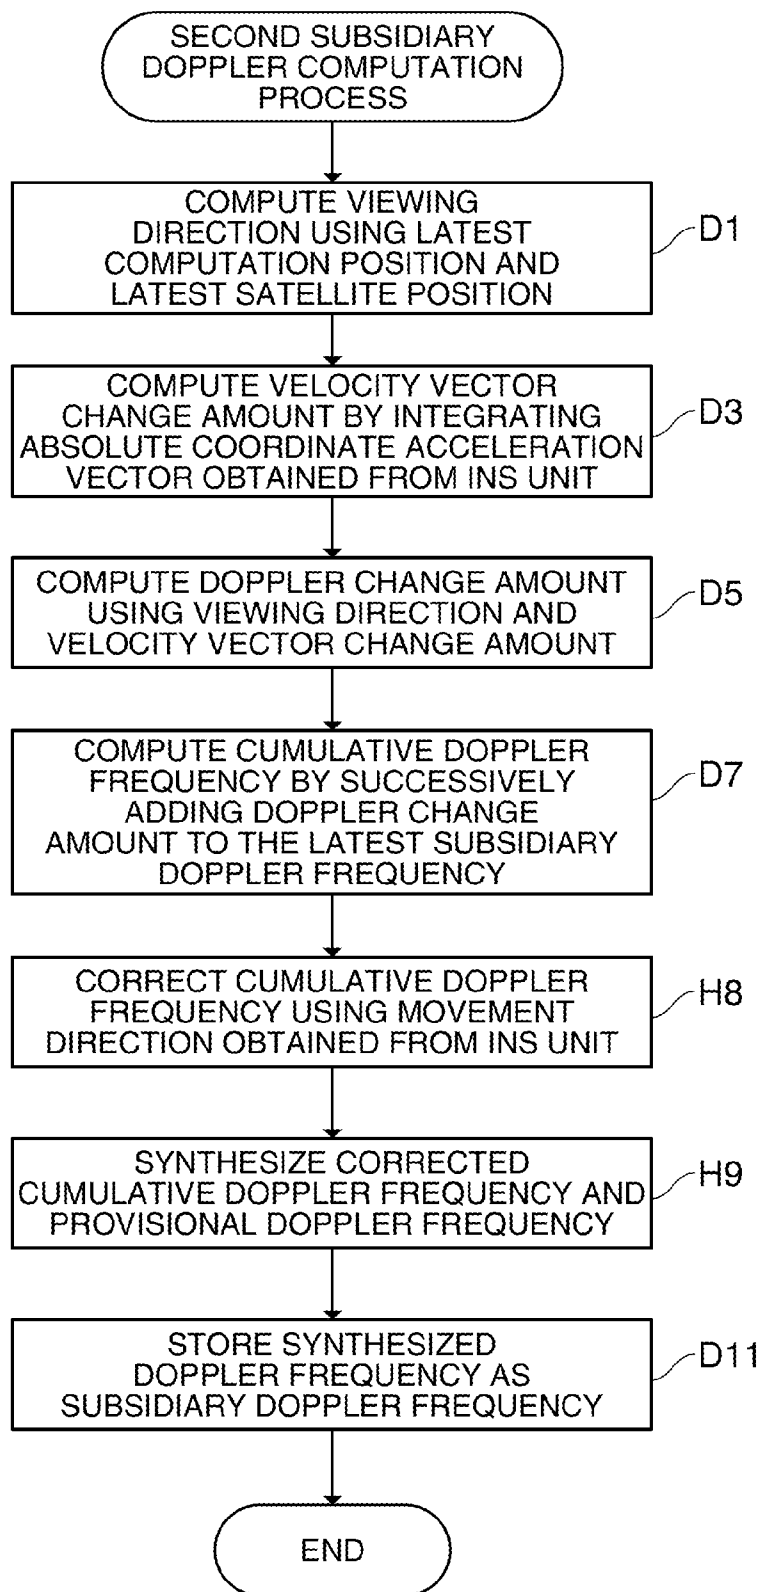 SECOND SUBSIDIARY
DOPPLER COMPUTATION
PROCESS
COMPUTE VIEWING
DIRECTION USING LATEST
COMPUTATION POSITION AND
LATEST SATELLITE POSITION
D1
COMPUTE VELOCITY VECTOR
CHANGE AMOUNT BY INTEGRATING
ABSOLUTE COORDINATE ACCELERATION
VECTOR OBTAINED FROM INS UNIT
D3
COMPUTE DOPPLER CHANGE AMOUNT
USING VIEWING DIRECTION AND
VELOCITY VECTOR CHANGE AMOUNT
D5
COMPUTE CUMULATIVE DOPPLER
FREQUENCY BY SUCCESSIVELY
ADDING DOPPLER CHANGE
AMOUNT TO THE LATEST SUBSIDIARY
DOPPLER FREQUENCY
D7
CORRECT CUMULATIVE DOPPLER
FREQUENCY USING MOVEMENT
DIRECTION OBTAINED FROM INS UNIT
H8
SYNTHESIZE CORRECTED
CUMULATIVE DOPPLER FREQUENCY AND
PROVISIONAL DOPPLER FREQUENCY
H9
STORE SYNTHESIZED
DOPPLER FREQUENCY AS
SUBSIDIARY DOPPLER FREQUENCY
D11
END